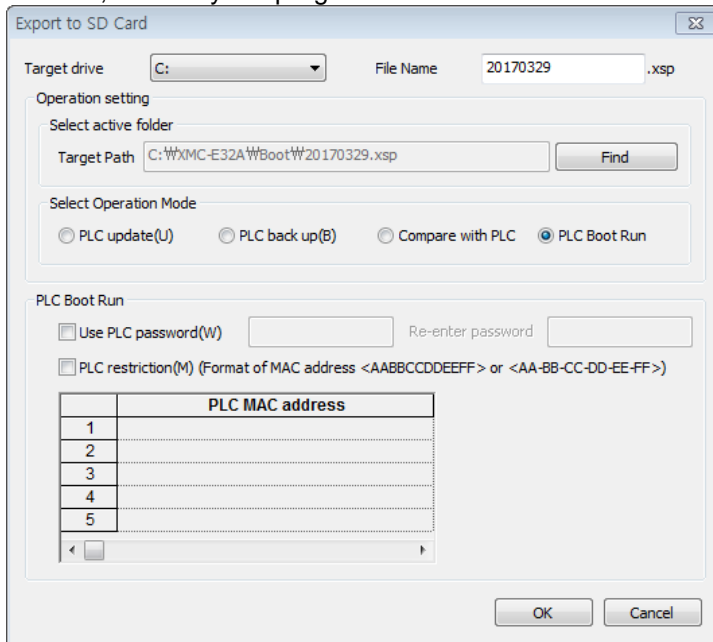 Export to SD Card
Target drive C: File Name 20170329 .xsp
Operation setting
Select active folder
Target Path C:₩XMC-E32A₩Boot₩20170329.xsp Find
Select Operation Mode
PLC update(U) PLC back up(B) Compare with PLC PLC Boot Run
PLC Boot Run
Use PLC password(W) Re-enter password
PLC restriction(M) (Format of MAC address <AABBCCDDEEFF> or <AA-BB-CC-DD-EE-FF>)
PLC MAC address
1
2
3
4
5
OK Cancel